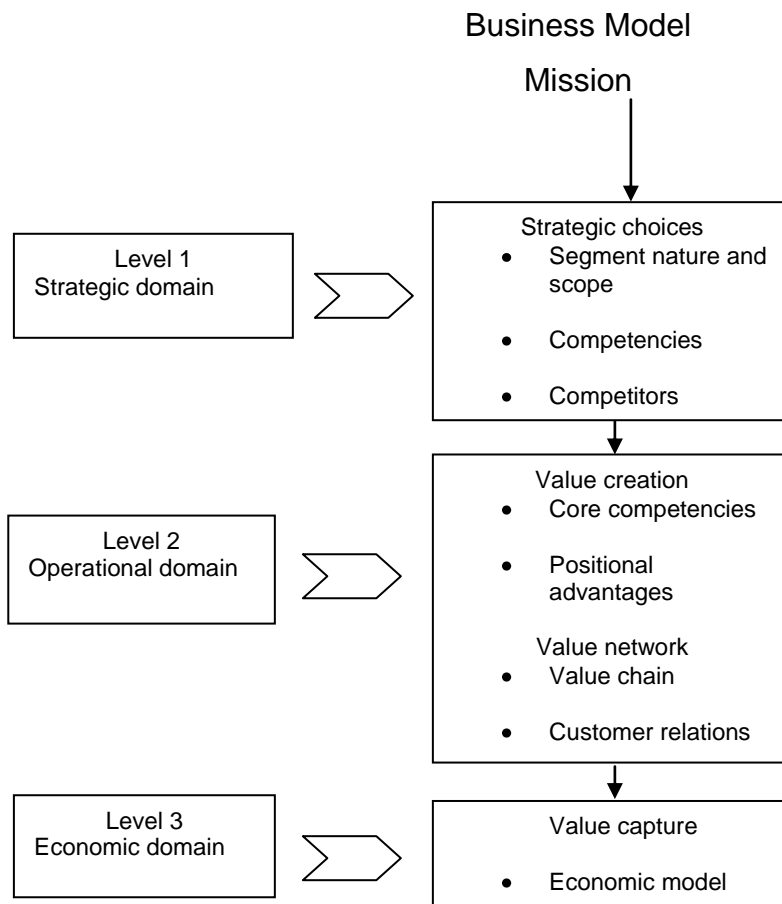 Business Model
Mission
Level 1
Strategic domain
Strategic choices
• Segment nature and
scope
• Competencies
• Competitors
Level 2
Operational domain
Value creation
• Core competencies
• Positional
advantages
Value network
• Value chain
• Customer relations
Level 3
Economic domain
Value capture
• Economic model